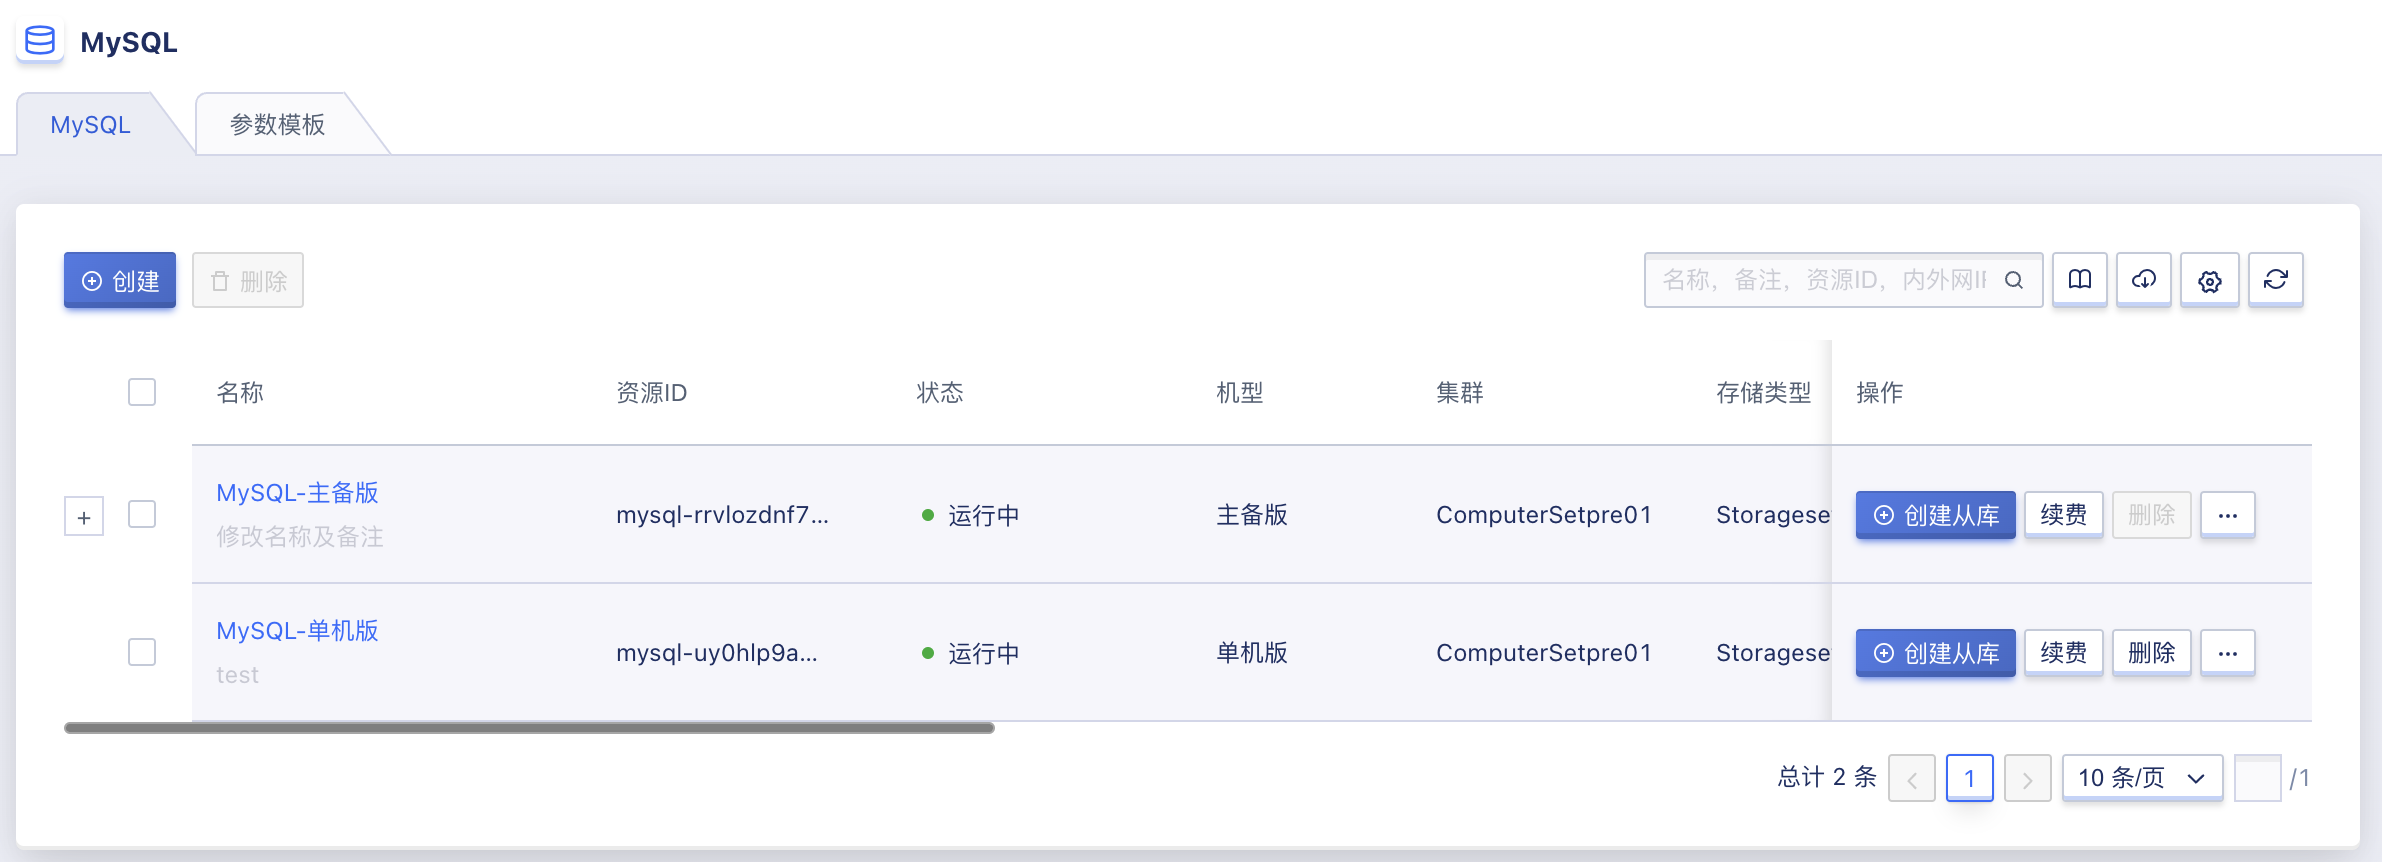 MySQL
MySQL 参数模板
创建 删除 名称，备注，资源ID，内外网IP
名称 资源ID 状态 机型 集群 存储类型 操作
MySQL-主备版
修改名称及备注
+ mysql-rrvlozdnf7... 运行中 主备版 ComputerSetpre01 Storagese 创建从库 续费 删除 ...
MySQL-单机版
test
mysql-uy0hlp9a... 运行中 单机版 ComputerSetpre01 Storagese 创建从库 续费 删除 ...
总计 2 条 < 1 > 10 条/页 /1